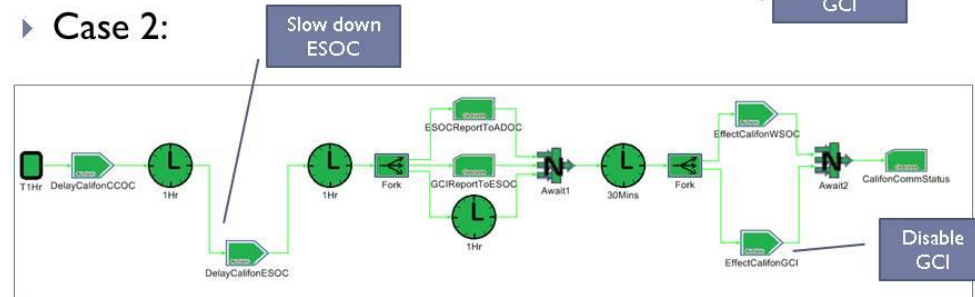 GCI
Case 2:
Slow down
ESOC
T1Hr
DelayCalifonCCOC
1Hr
DelayCalifonESOC
1Hr
Fork
ESOCReportToADOC
GCIReportToESOC
1Hr
Await1
30Mins
Fork
EffectCalifonWSOC
EffectCalifonGCI
Await2
CalifonCommStatus
Disable
GCI